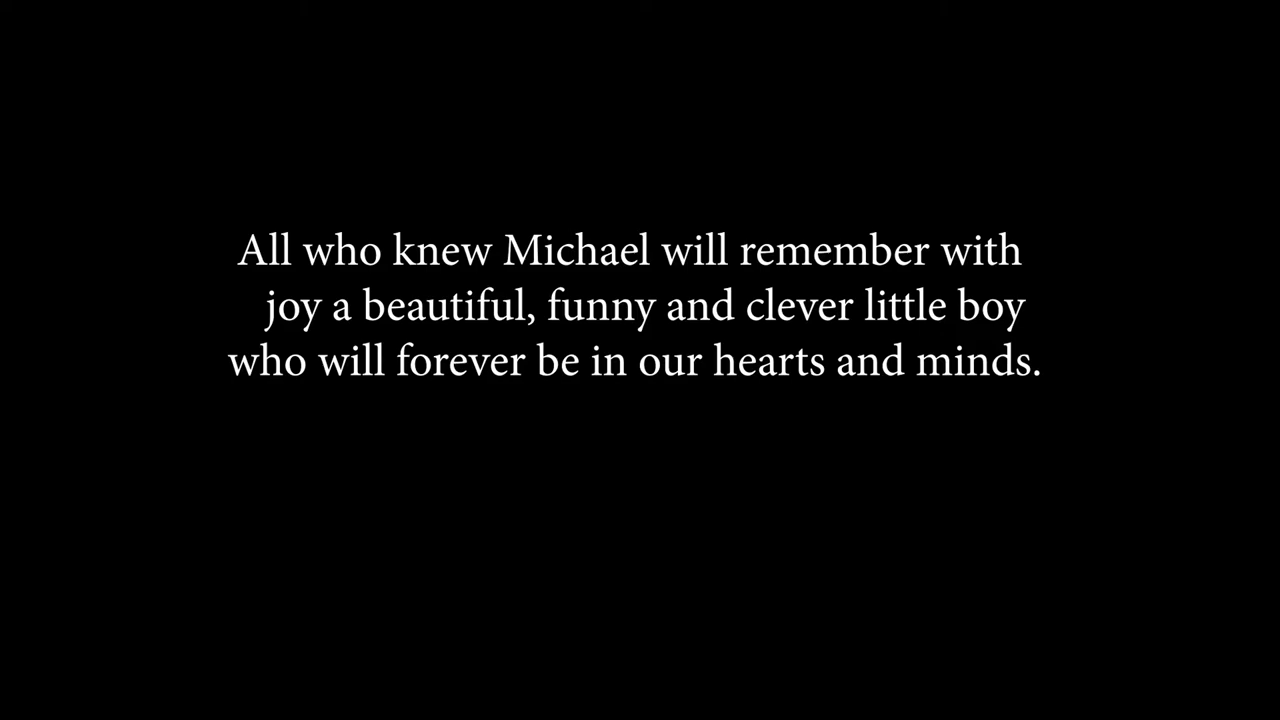 All who knew Michael will remember with
joy a beautiful, funny and clever little boy
who will forever be in our hearts and minds.